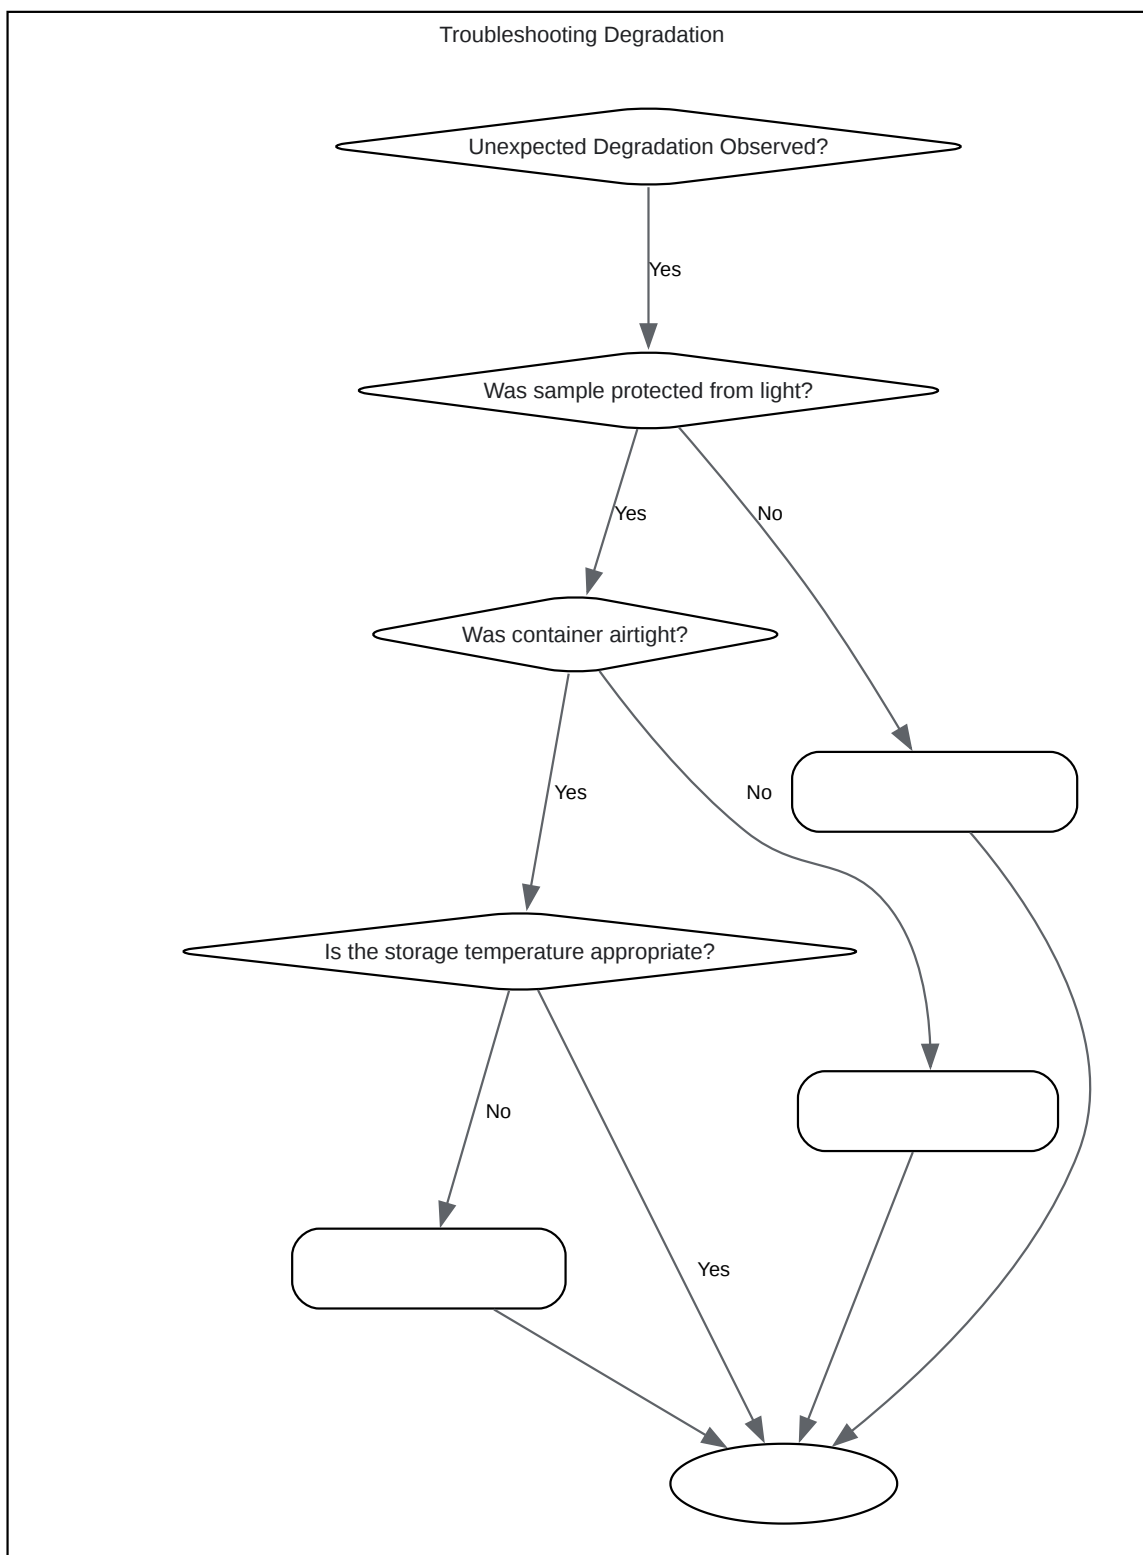 Troubleshooting Degradation
Unexpected Degradation Observed?
Yes
Was sample protected from light?
Yes
No
Was container airtight?
Yes
No
Is the storage temperature appropriate?
No
Yes